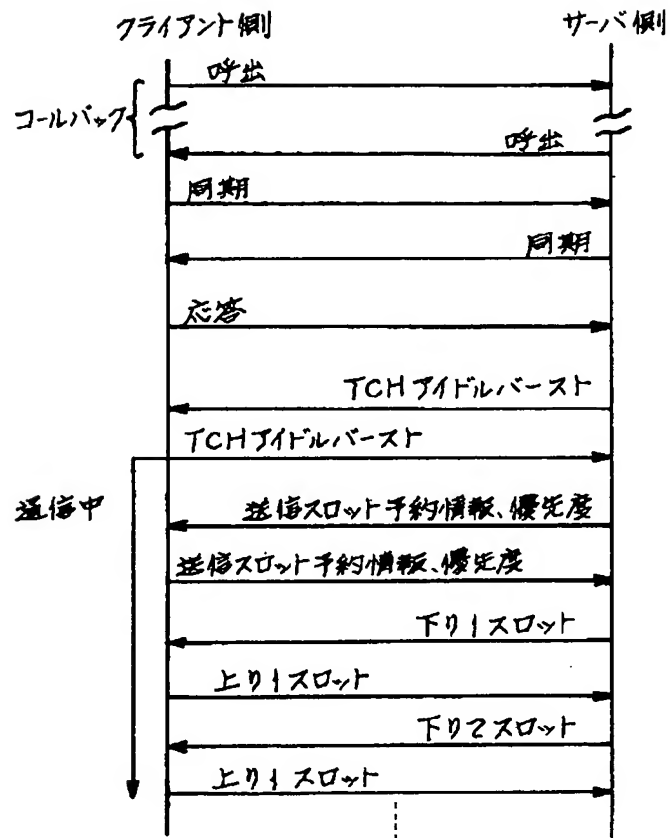 クライアント側
サーバ側
呼出
コールバック
呼出
同期
同期
応答
TCHアイドルバースト
TCHアイドルバースト
通信中
送信スロット予約情報、優先度
送信スロット予約情報、優先度
下り1スロット
上り1スロット
下り2スロット
上り1スロット